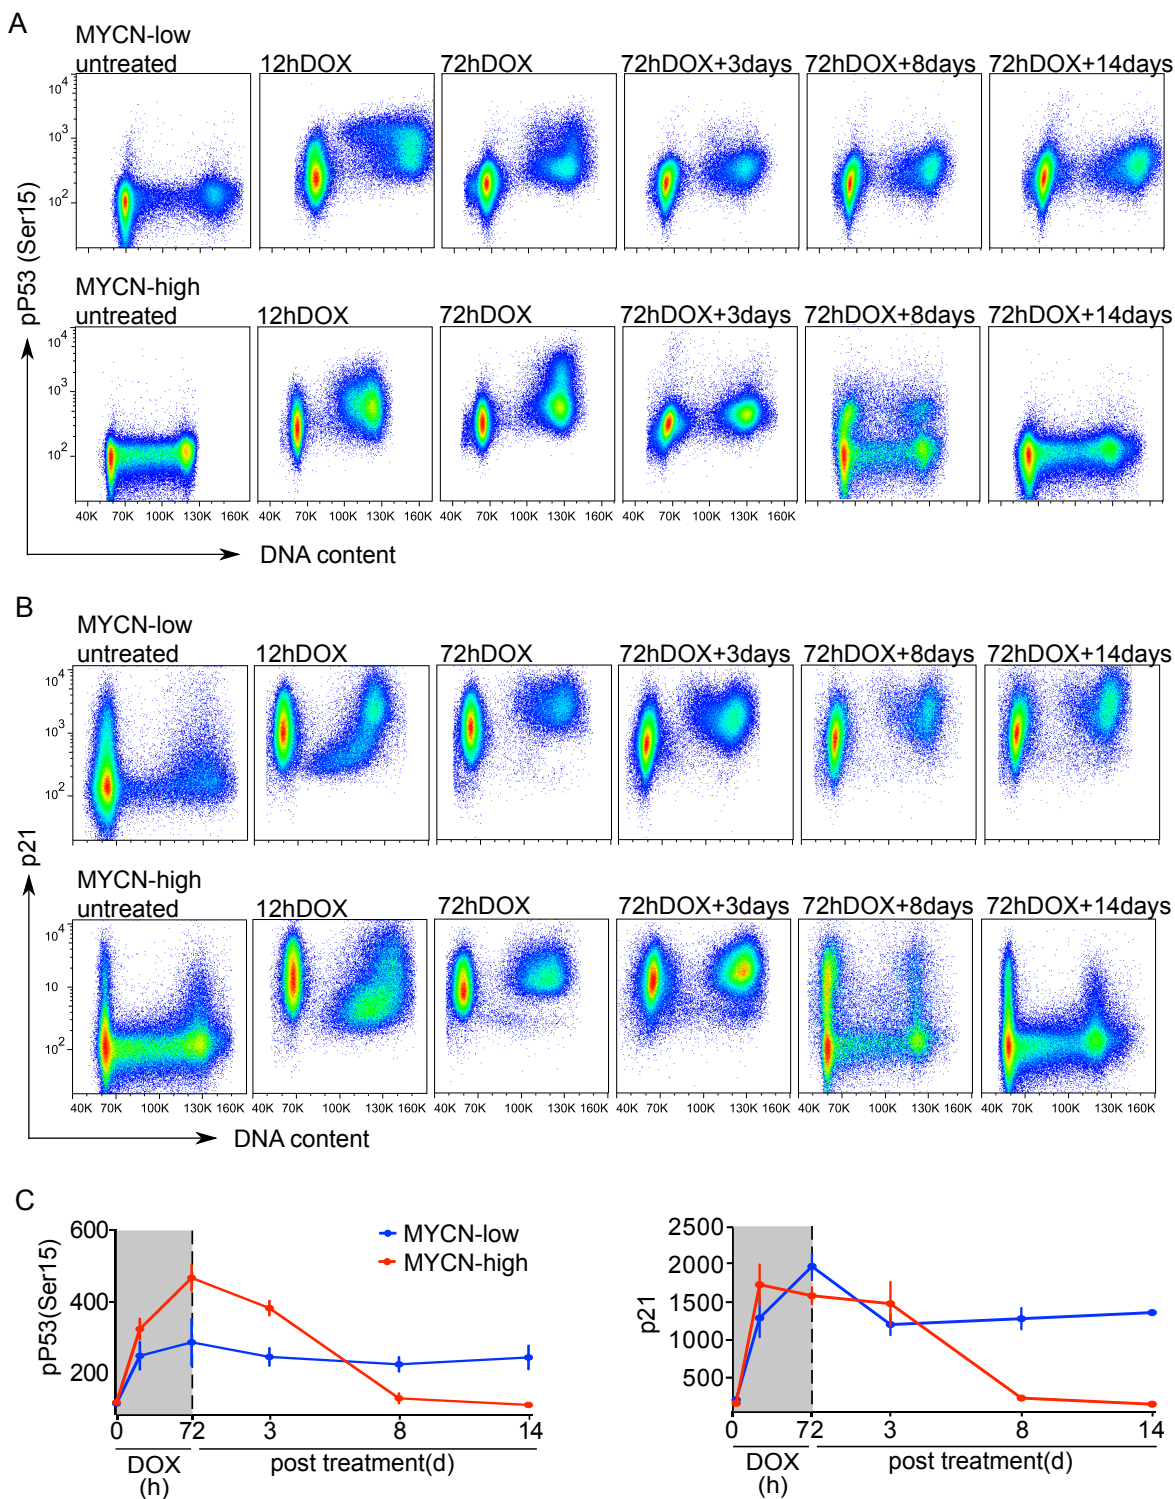 A
MYCN-low
untreated
12hDOX
72hDOX
72hDOX+3days
72hDOX+8days
72hDOX+14days
10^4
10^3
10^2
40K 70K 100K 130K 160K
40K 70K 100K 130K 160K
40K 70K 100K 130K 160K
40K 70K 100K 130K 160K
pP53 (Ser15)
MYCN-high
untreated
12hDOX
72hDOX
72hDOX+3days
72hDOX+8days
72hDOX+14days
10^4
10^3
10^2
DNA content
B
MYCN-low
untreated
12hDOX
72hDOX
72hDOX+3days
72hDOX+8days
72hDOX+14days
10^4
10^3
10^2
p21
MYCN-high
untreated
12hDOX
72hDOX
72hDOX+3days
72hDOX+8days
72hDOX+14days
10^4
10
10^2
40K 70K 100K 130K 160K
40K 70K 100K 130K 160K
40K 70K 100K 130K 160K
40K 70K 100K 130K 160K
40K 70K 100K 130K 160K
40K 70K 100K 130K 160K
DNA content
C
600
400
200
pP53(Ser15)
MYCN-low
MYCN-high
0 72 3 8 14
DOX
(h)
post treatment(d)
2500
2000
1500
1000
500
p21
0 72 3 8 14
DOX
(h)
post treatment(d)